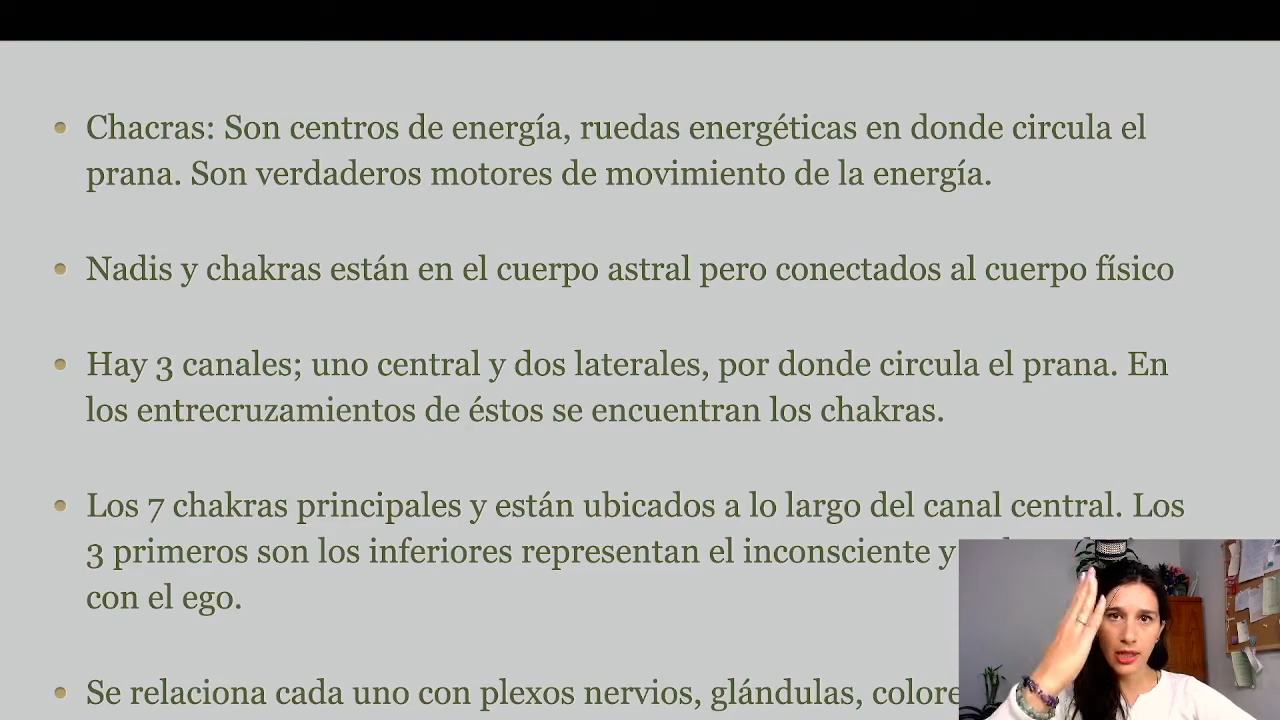 • Chacras: Son centros de energía, ruedas energéticas en donde circula el
prana. Son verdaderos motores de movimiento de la energía.
• Nadis y chakras están en el cuerpo astral pero conectados al cuerpo físico
• Hay 3 canales; uno central y dos laterales, por donde circula el prana. En
los entrecruzamientos de éstos se encuentran los chakras.
• Los 7 chakras principales y están ubicados a lo largo del canal central. Los
3 primeros son los inferiores representan el inconsciente y
con el ego.
• Se relaciona cada uno con plexos nervios, glándulas,